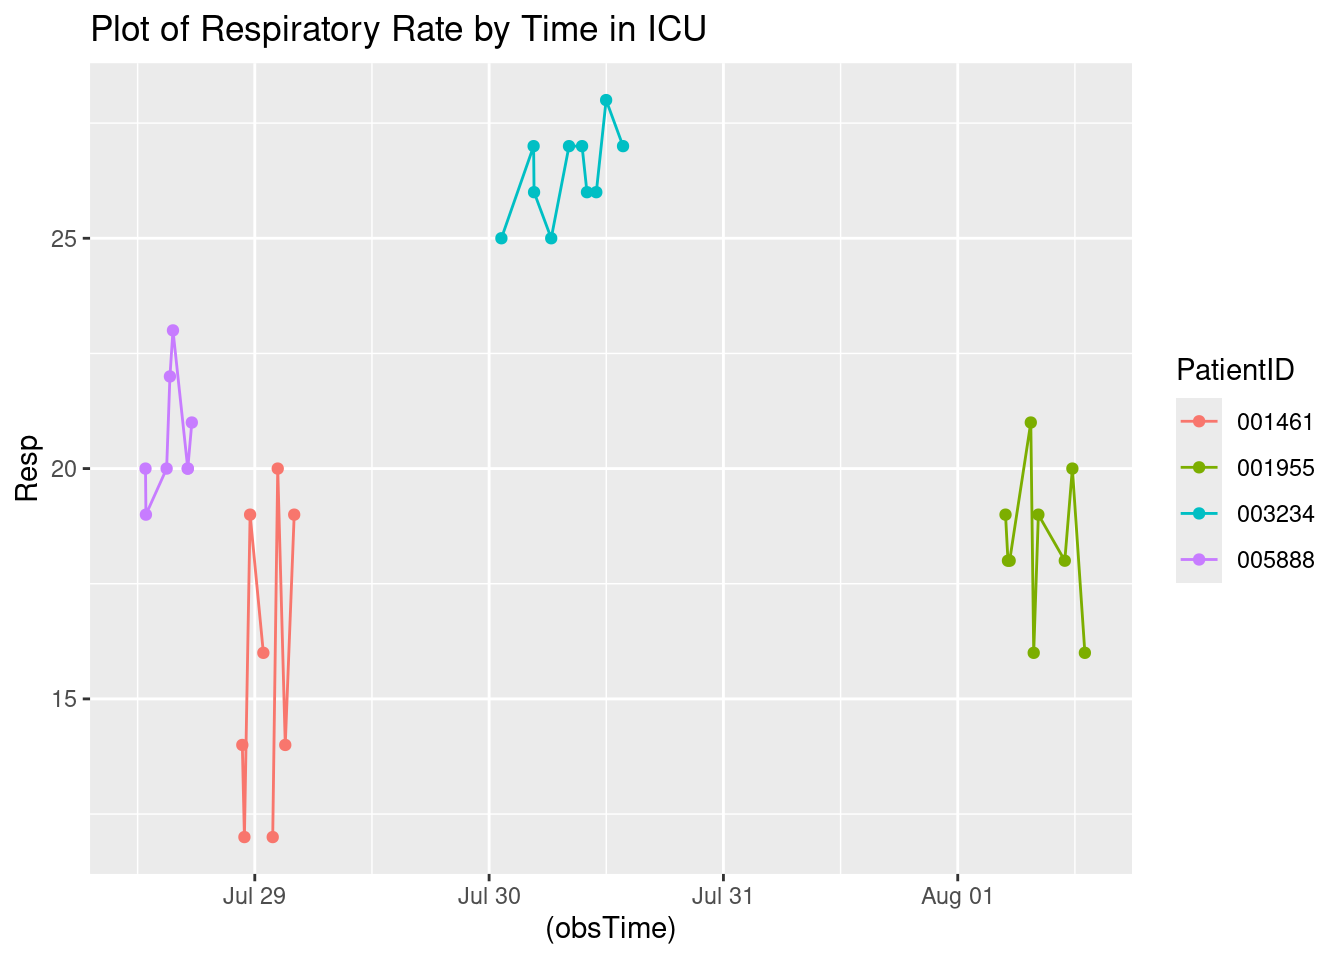 Plot of Respiratory Rate by Time in ICU
25
20
15
Resp
Jul 29
Jul 30
Jul 31
Aug 01
(obsTime)
PatientID
001461
001955
003234
005888